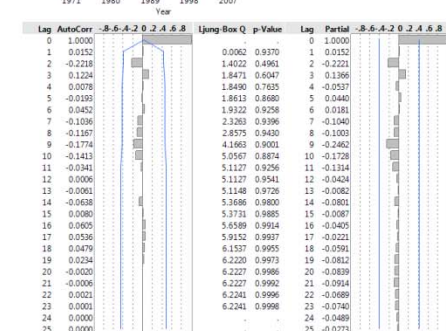 1971 1980 1989 1998 2007
Year
Lag AutoCorr -.8-.6-.4-.2 0 .2 .4 .6 .8 Ljung-Box Q p-Value Lag Partial -.8-.6-.4-.2 0 .2 .4 .6 .8
0 1.0000 . . 0 1.0000
1 0.0152 0.0062 0.9370 1 0.0152
2 -0.2218 1.4022 0.4961 2 -0.2221
3 0.1224 1.8471 0.6047 3 0.1366
4 0.0078 1.8490 0.7635 4 -0.0537
5 -0.0193 1.8613 0.8680 5 0.0440
6 0.0452 1.9322 0.9258 6 0.0181
7 -0.1036 2.3263 0.9396 7 -0.1040
8 -0.1167 2.8575 0.9430 8 -0.1003
9 -0.1774 4.1663 0.9001 9 -0.2462
10 -0.1413 5.0567 0.8874 10 -0.1728
11 -0.0341 5.1127 0.9256 11 -0.1314
12 0.0006 5.1127 0.9541 12 -0.0424
13 -0.0061 5.1148 0.9726 13 -0.0082
14 -0.0638 5.3686 0.9800 14 -0.0801
15 0.0080 5.3731 0.9885 15 -0.0087
16 0.0605 5.6589 0.9914 16 -0.0405
17 0.0536 5.9152 0.9937 17 -0.0221
18 0.0479 6.1537 0.9955 18 -0.0591
19 0.0234 6.2220 0.9973 19 -0.0812
20 -0.0020 6.2227 0.9986 20 -0.0839
21 -0.0006 6.2227 0.9992 21 -0.0914
22 0.0021 6.2241 0.9996 22 -0.0689
23 0.0001 6.2241 0.9998 23 -0.0740
24 0.0000 . . 24 -0.0489
25 0.0000 . . 25 -0.0773